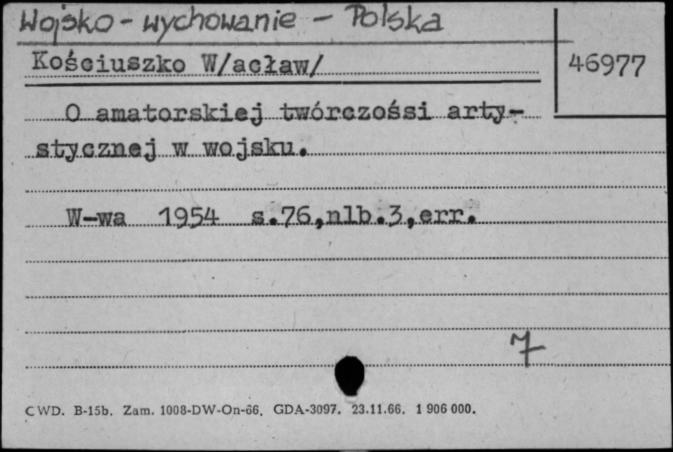 Wojsko - wychowanie - Polska
Kościuszko W/acław/
46977
O amatorskiej twórczośsi arty-
stycznej w wojsku.
W-wa 1954 s.76,nlb.3,err.
7
CWD. B-15b. Zam. 1008-DW-On-66. GDA-3097. 23.11.66. 1 906 000.